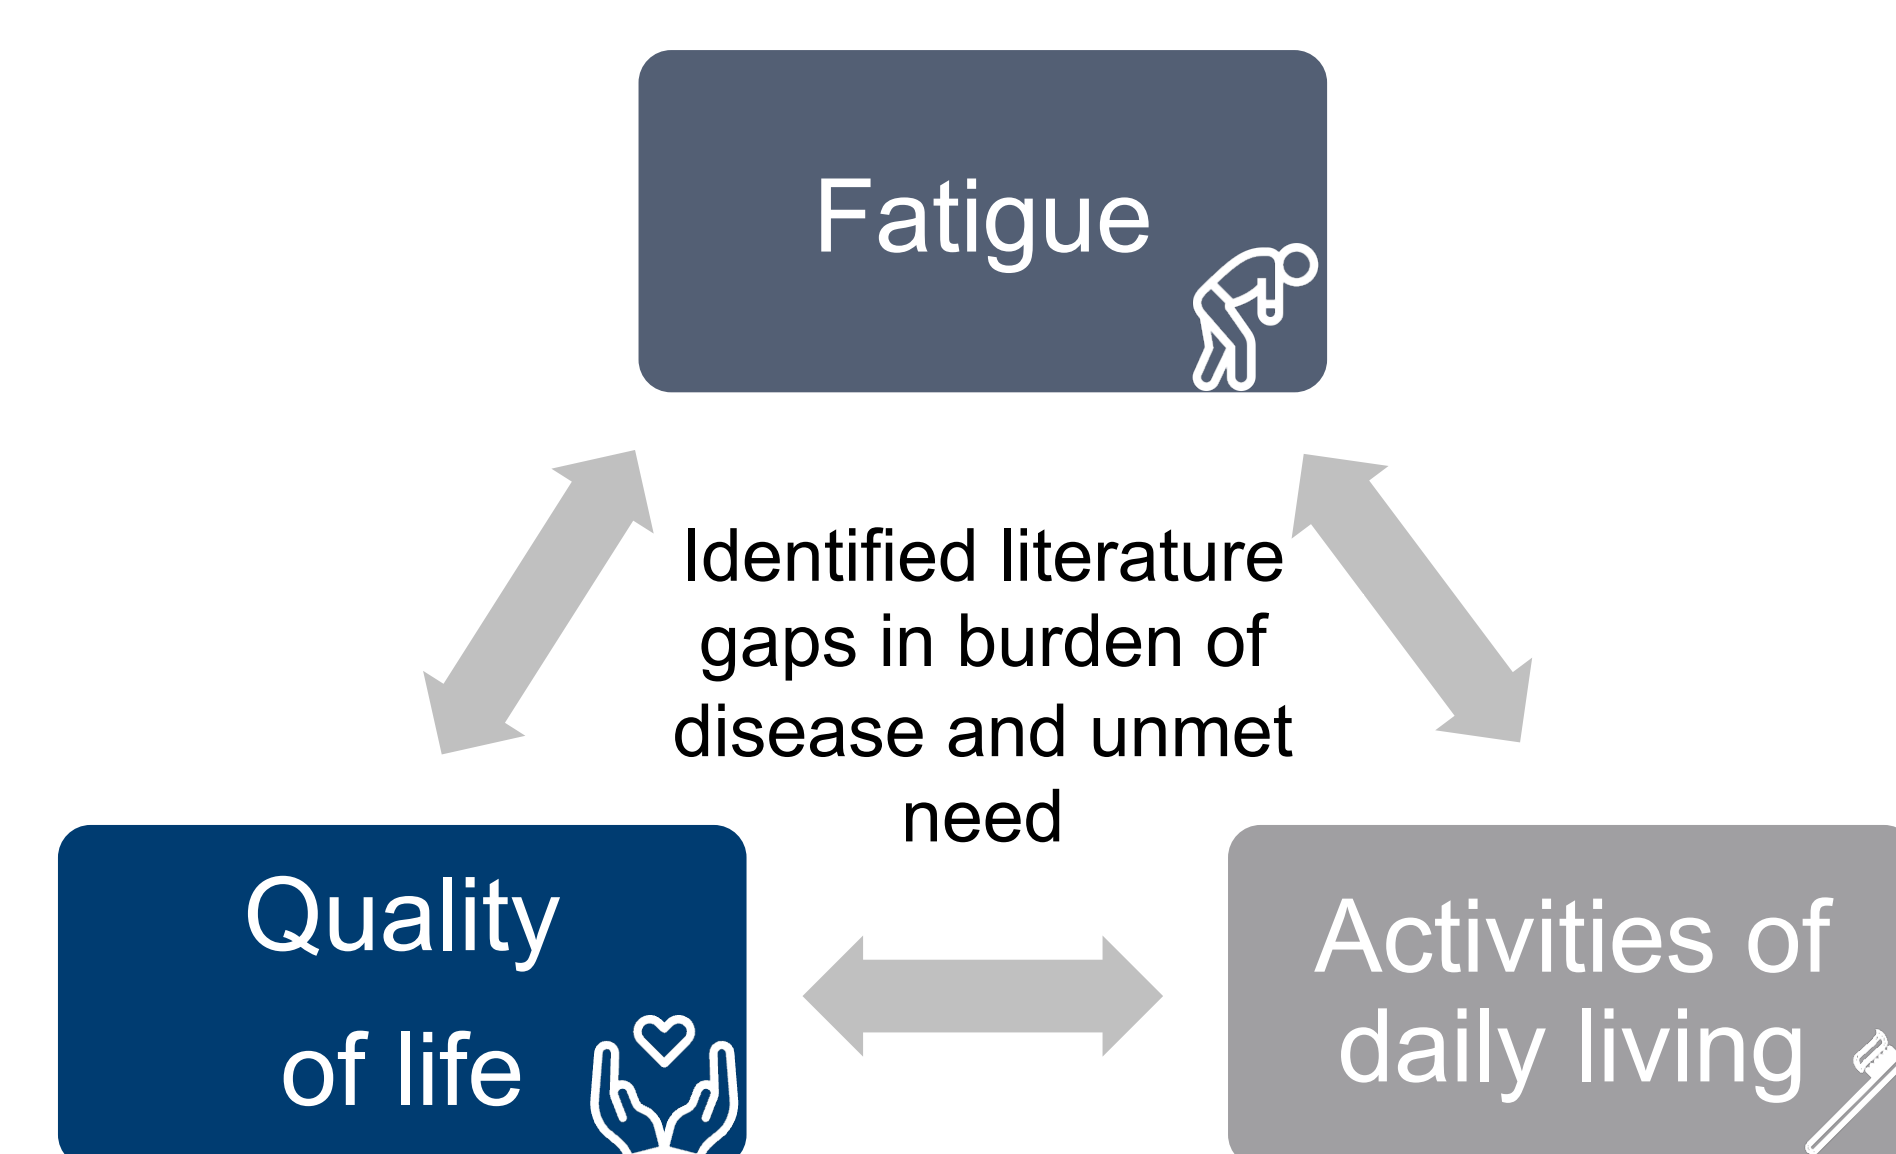 Fatigue
Identified literature
gaps in burden of
disease and unmet
need
Quality
of life
Activities of
daily living